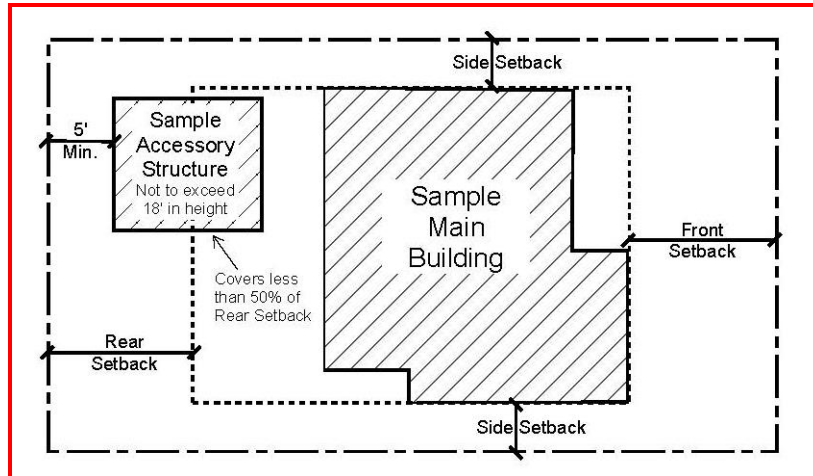 Side Setback
5'
Min.
Sample
Accessory
Structure
Not to exceed
18' in height
Sample
Main
Building
Front
Setback
Covers less
than 50% of
Rear Setback
Rear
Setback
Side Setback